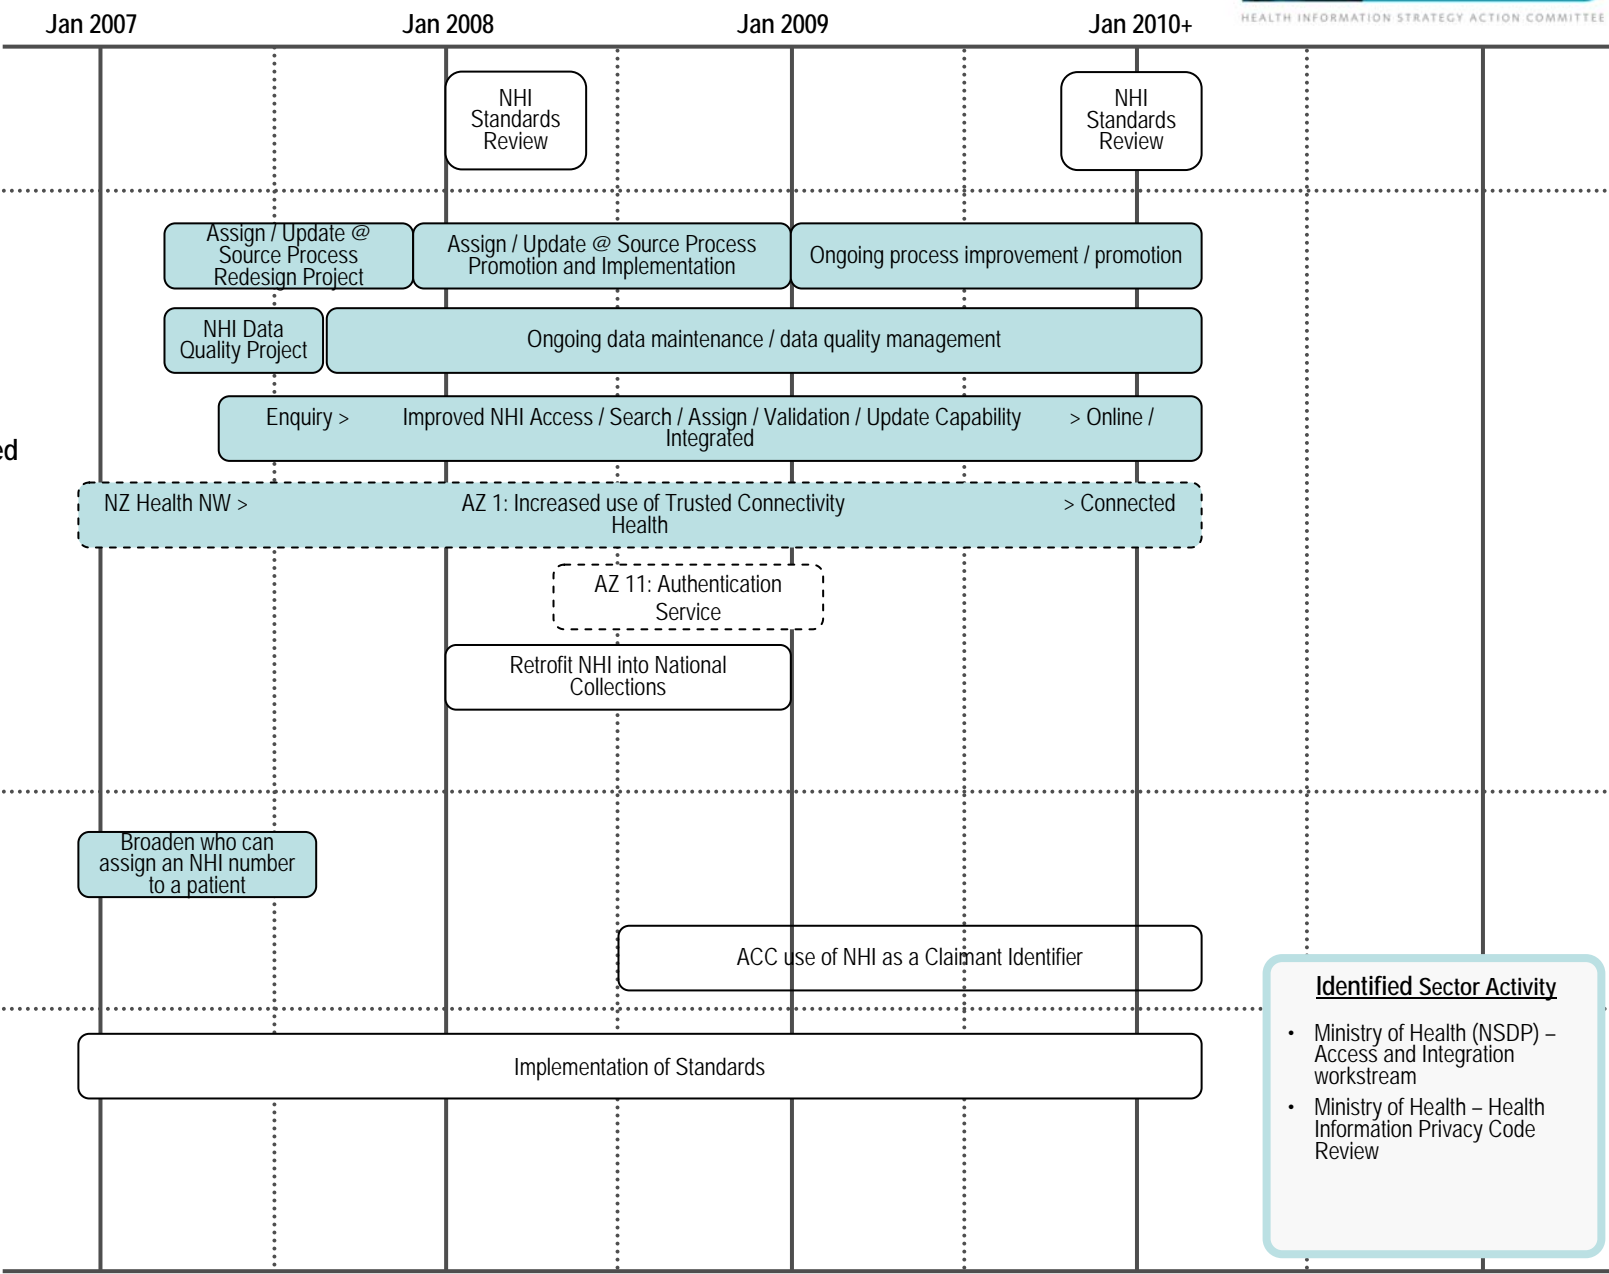 HEALTH INFORMATION STRATEGY ACTION COMMITTEE
Jan 2007
Jan 2008
Jan 2009
Jan 2010+
NHI
Standards
Review
NHI
Standards
Review
Assign / Update @
Source Process
Redesign Project
Assign / Update @ Source Process
Promotion and Implementation
Ongoing process improvement / promotion
NHI Data
Quality Project
Ongoing data maintenance / data quality management
Enquiry > Improved NHI Access / Search / Assign / Validation / Update Capability > Online /
Integrated
ed
NZ Health NW > AZ 1: Increased use of Trusted Connectivity > Connected
Health
AZ 11: Authentication
Service
Retrofit NHI into National
Collections
Broaden who can
assign an NHI number
to a patient
ACC use of NHI as a Claimant Identifier
Implementation of Standards
Identified Sector Activity
• Ministry of Health (NSDP) –
Access and Integration
workstream
• Ministry of Health – Health
Information Privacy Code
Review